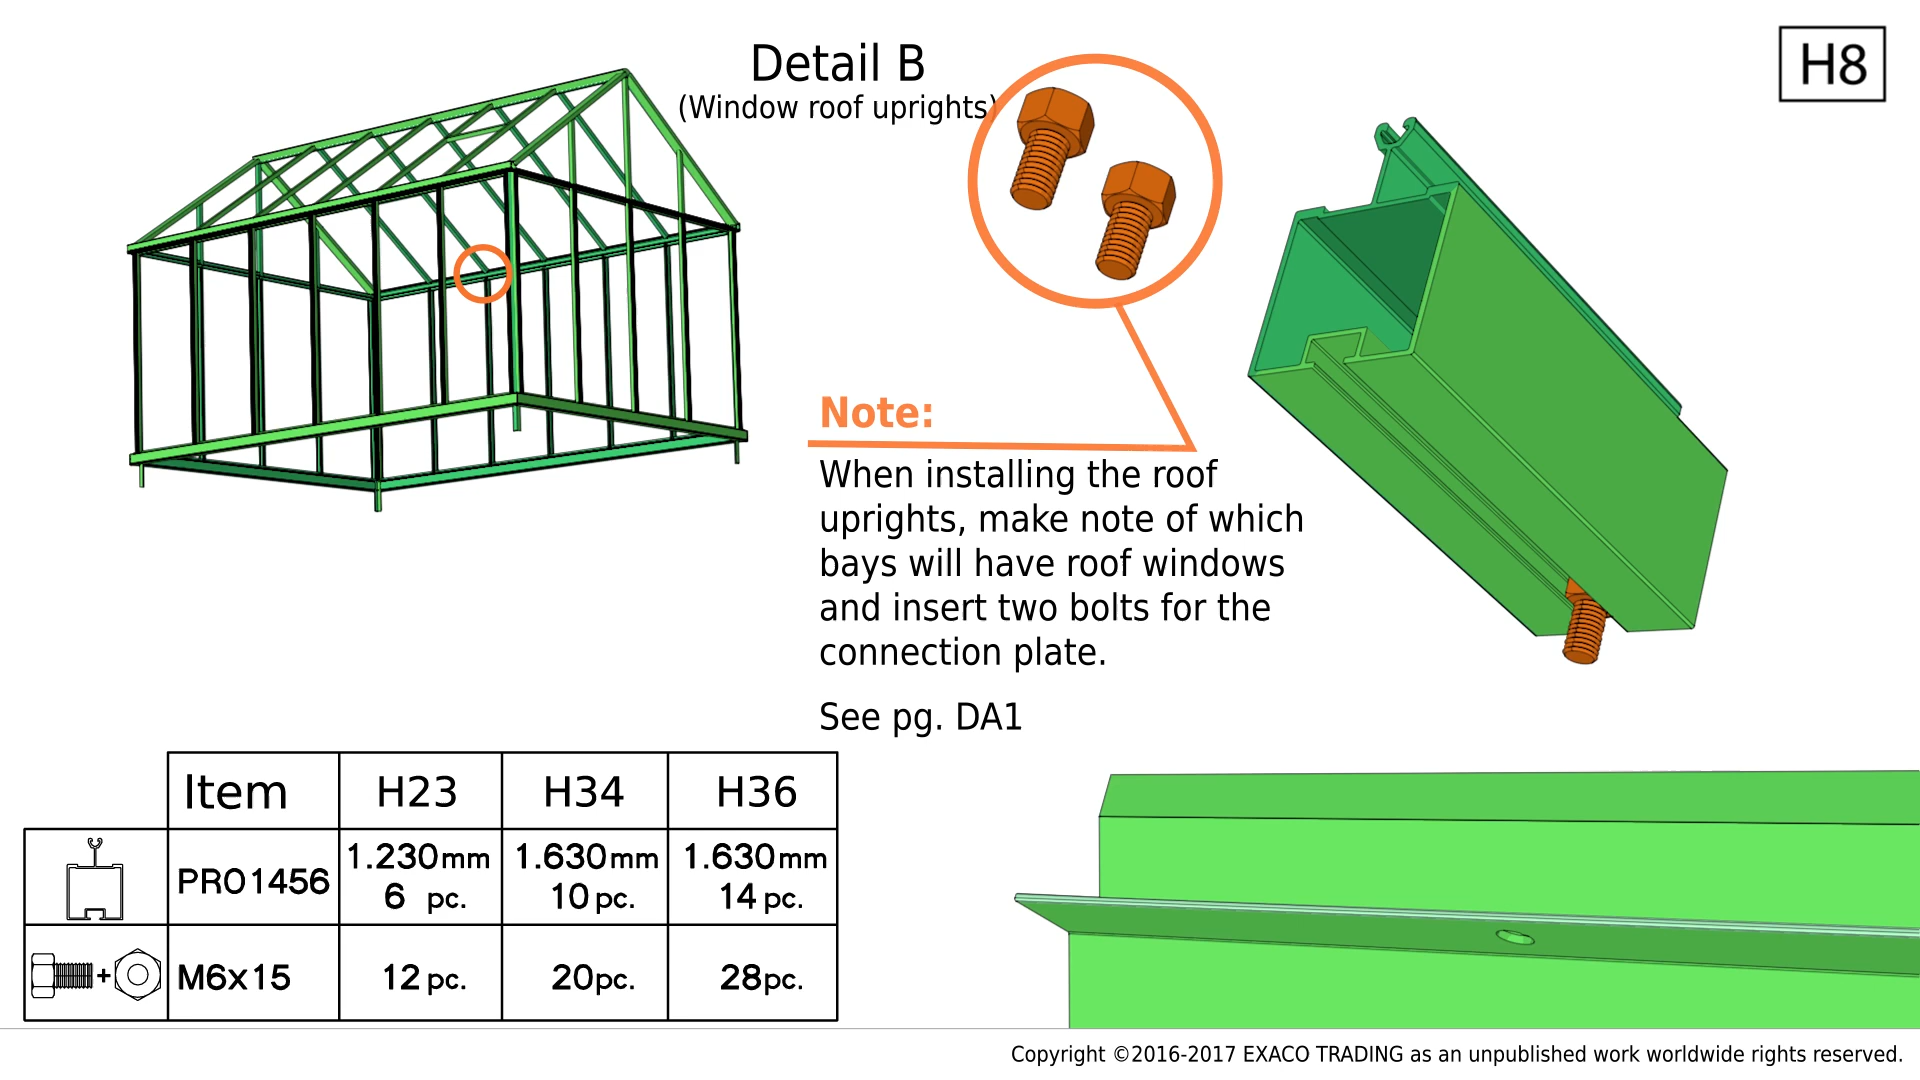 Detail B
(Window roof uprights)
H8
Note:
When installing the roof
uprights, make note of which
bays will have roof windows
and insert two bolts for the
connection plate.
See pg. DA1
Item H23 H34 H36
PRO1456 1.230mm 6 pc. 1.630mm 10 pc. 1.630mm 14 pc.
+ M6x15 12 pc. 20pc. 28pc.
Copyright ©2016-2017 EXACO TRADING as an unpublished work worldwide rights reserved.